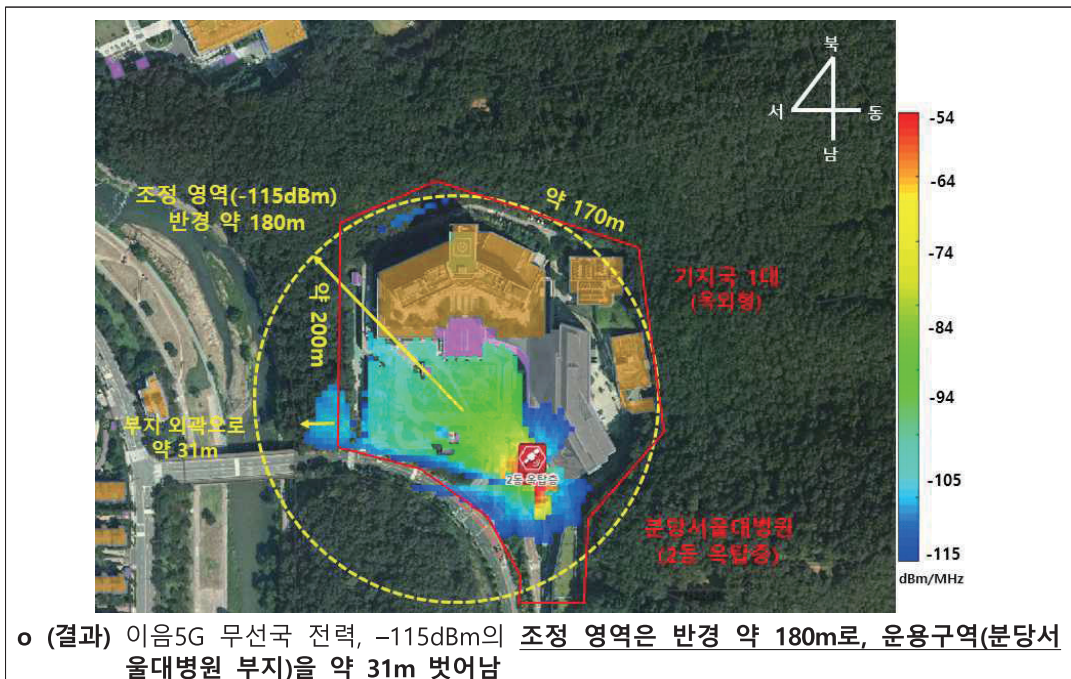 북
서
동
남
-54
-64
-74
-84
-94
-105
-115
dBm/MHz
조정 영역(-115dBm)
반경 약 180m
약 170m
약 200m
기지국 1대
(옥외형)
부지 외곽으로
약 31m
2동 옥탑층
분당서울대병원
(2동 옥탑층)
o (결과) 이음5G 무선국 전력, –115dBm의 조정 영역은 반경 약 180m로, 운용구역(분당서
울대병원 부지)을 약 31m 벗어남